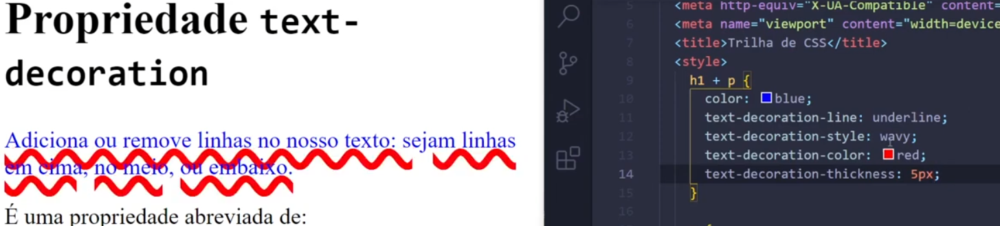 Propriedade text-
decoration
Adiciona ou remove linhas no nosso texto: sejam linhas
em cima, no meio, ou embaixo.
É uma propriedade abreviada de:
5 <meta http-equiv="X-UA-Compatible" content=
6 <meta name="viewport" content="width=device
7 <title>Trilha de CSS</title>
8 <style>
9 h1 + p {
10 color: blue;
11 text-decoration-line: underline;
12 text-decoration-style: wavy;
13 text-decoration-color: red;
14 text-decoration-thickness: 5px;
15 }
16